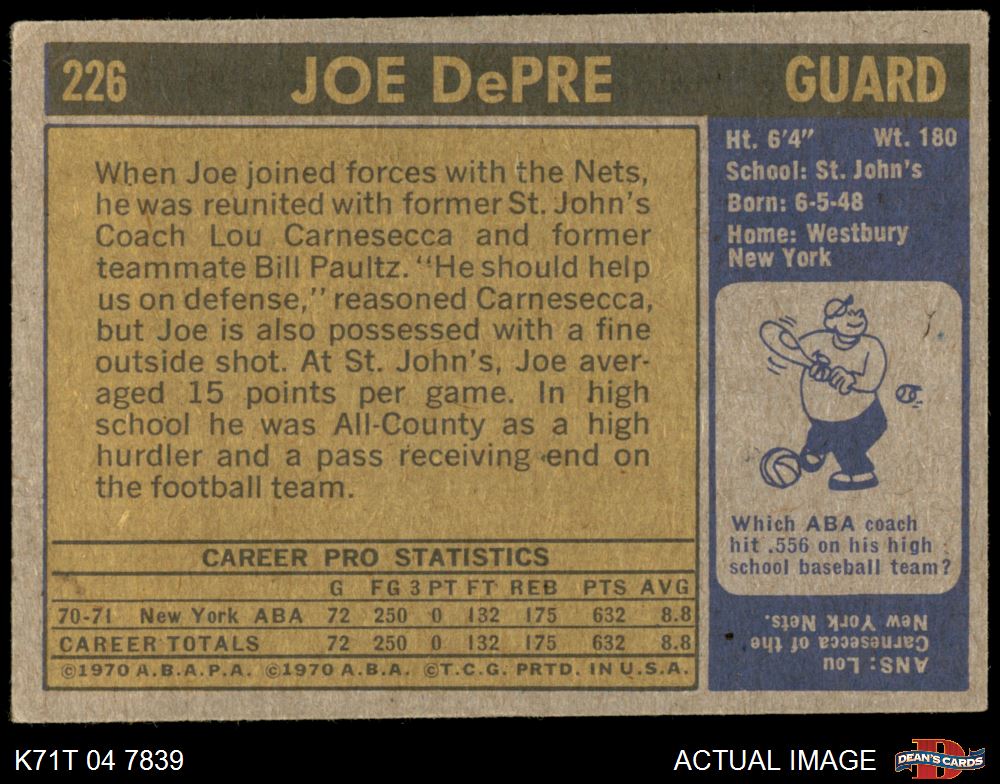 226 JOE DePRE GUARD
When Joe joined forces with the Nets,
he was reunited with former St. John's
Coach Lou Carnesecca and former
teammate Bill Paultz. "He should help
us on defense," reasoned Carnesecca,
but Joe is also possessed with a fine
outside shot. At St. John's, Joe aver-
aged 15 points per game. In high
school he was All-County as a high
hurdler and a pass receiving end on
the football team.
CAREER PRO STATISTICS
G FG 3 PT FT REB PTS AVG
70-71 New York ABA 72 250 0 132 175 632 8.8
CAREER TOTALS 72 250 0 132 175 632 8.8
©1970 A.B.A.P.A. ©1970 A.B.A. ©T.C.G. PRTD. IN U.S.A.
Ht. 6'4" Wt. 180
School: St. John's
Born: 6-5-48
Home: Westbury
New York
Which ABA coach
hit .556 on his high
school baseball team?
ANS: Lou
Carnesecca of the
New York Nets.
K71T 04 7839 ACTUAL IMAGE
D
DEAN'S CARDS